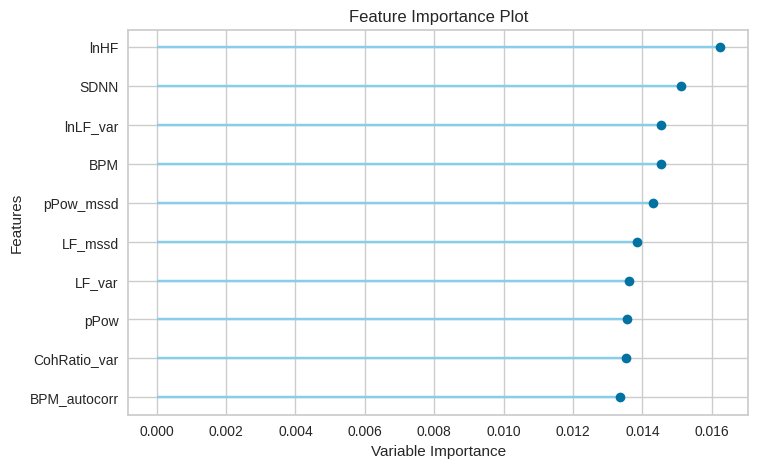 Feature Importance Plot
lnHF
SDNN
lnLF_var
BPM
pPow_mssd
LF_mssd
LF_var
pPow
CohRatio_var
BPM_autocorr
Features
0.000 0.002 0.004 0.006 0.008 0.010 0.012 0.014 0.016
Variable Importance